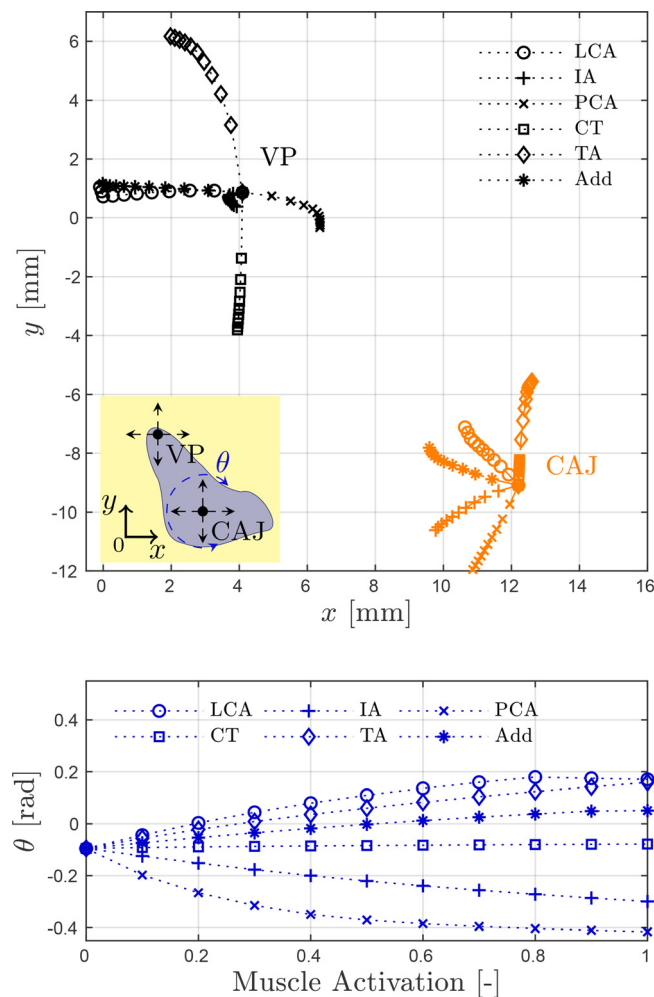 6
4
2
0
-2
-4
-6
-8
-10
-12
y [mm]
LCA
IA
PCA
CT
TA
Add
VP
CAJ
VP
θ
CAJ
y
0
x
0 2 4 6 8 10 12 14 16
x [mm]
0.4
0.2
0
-0.2
-0.4
θ [rad]
LCA IA PCA
CT TA Add
0 0.2 0.4 0.6 0.8 1
Muscle Activation [-]